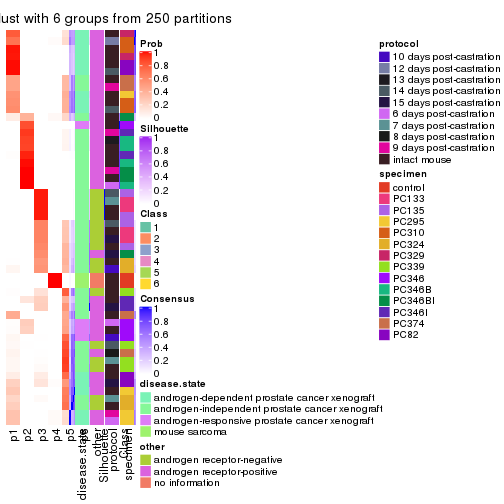 lust with 6 groups from 250 partitions
Prob
1
0.8
0.6
0.4
0.2
0
Silhouette
1
0.8
0.6
0.4
0.2
0
Class
1
2
3
4
5
6
Consensus
1
0.8
0.6
0.4
0.2
0
disease.state
androgen-dependent prostate cancer xenograft
androgen-independent prostate cancer xenograft
androgen-responsive prostate cancer xenograft
mouse sarcoma
other
androgen receptor-negative
androgen receptor-positive
no information
protocol
10 days post-castration
12 days post-castration
13 days post-castration
14 days post-castration
15 days post-castration
6 days post-castration
7 days post-castration
8 days post-castration
9 days post-castration
intact mouse
specimen
control
PC133
PC135
PC295
PC310
PC324
PC329
PC339
PC346
PC346B
PC346BI
PC346I
PC374
PC82
p1
p2
p3
p4
p5
disease.state
other
Silhouette
protocol
Class
specimen